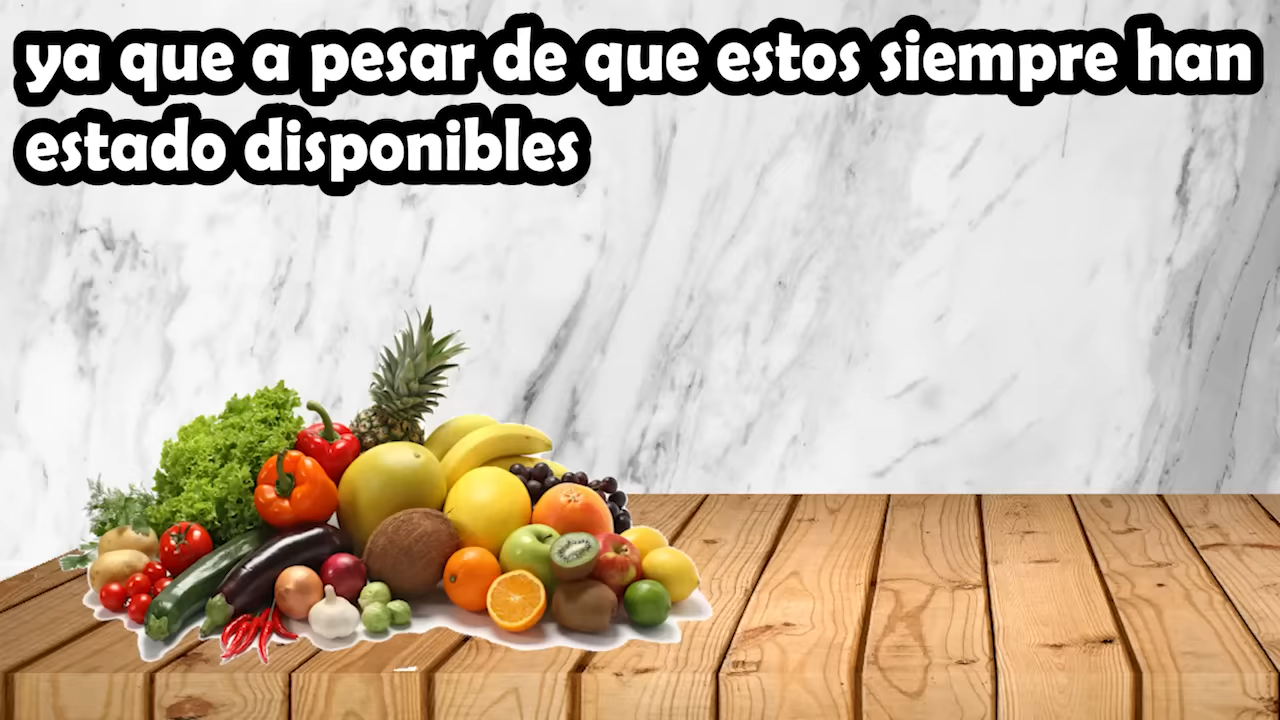 ya que a pesar de que estos siempre han
estado disponibles